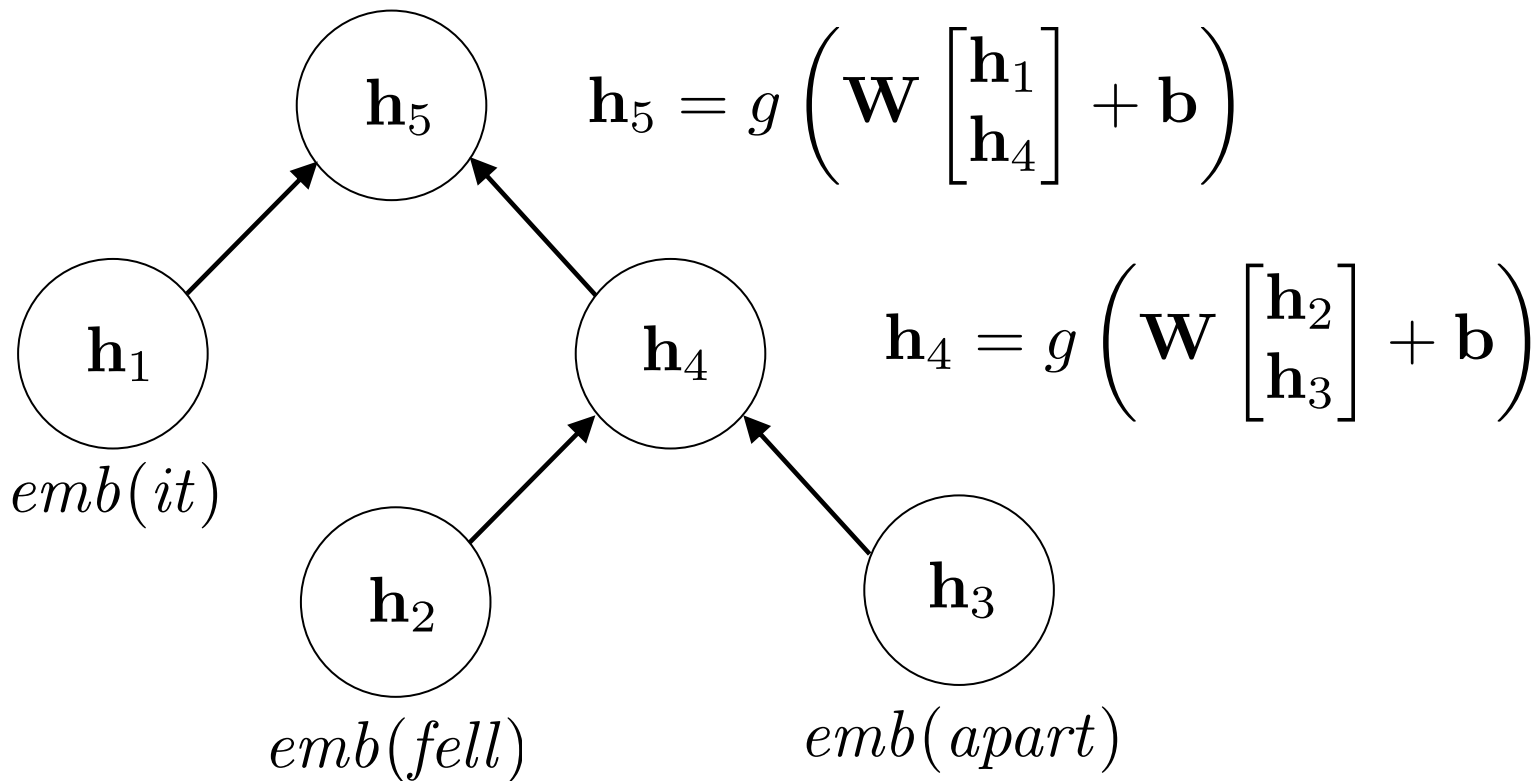 h₅
h₅ = g ( W [ h₁ h₄ ] + b )
h₁
h₄
h₄ = g ( W [ h₂ h₃ ] + b )
emb(it)
h₂
h₃
emb(fell)
emb(apart)